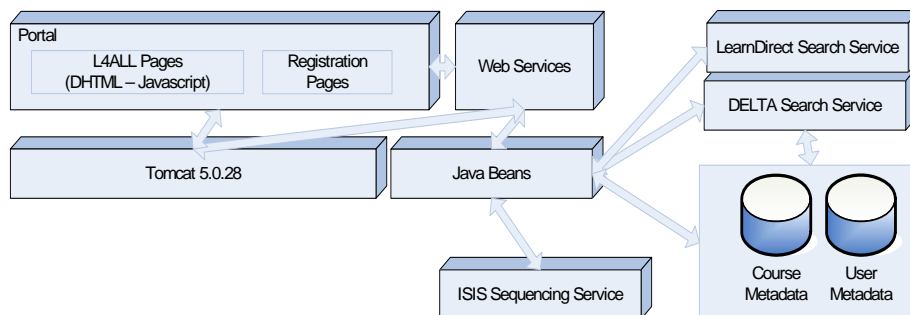 Portal
L4ALL Pages
(DHTML – Javascript)
Registration
Pages
Web Services
LearnDirect Search Service
DELTA Search Service
Tomcat 5.0.28
Java Beans
ISIS Sequencing Service
Course
Metadata
User
Metadata